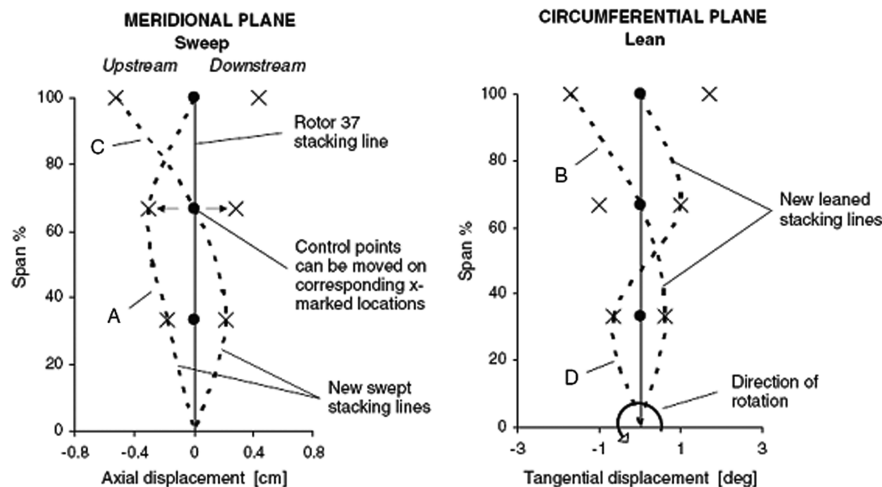 MERIDIONAL PLANE
Sweep
Upstream Downstream
100
80
60
40
20
0
Span %
C
A
Rotor 37
stacking line
Control points
can be moved on
corresponding x-
marked locations
New swept
stacking lines
-0.8 -0.4 0 0.4 0.8
Axial displacement [cm]
CIRCUMFERENTIAL PLANE
Lean
100
80
60
40
20
0
Span %
B
D
New leaned
stacking lines
Direction of
rotation
-3 -1 1 3
Tangential displacement [deg]